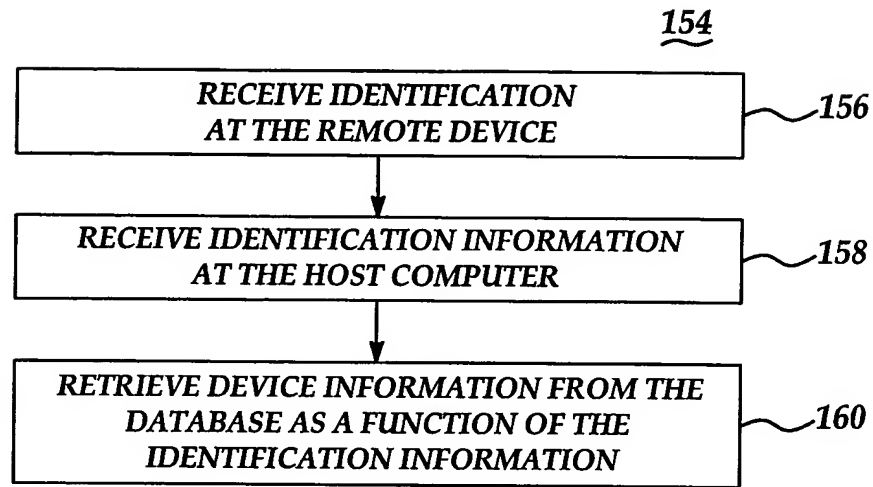 154
RECEIVE IDENTIFICATION
AT THE REMOTE DEVICE
156
RECEIVE IDENTIFICATION INFORMATION
AT THE HOST COMPUTER
158
RETRIEVE DEVICE INFORMATION FROM THE
DATABASE AS A FUNCTION OF THE
IDENTIFICATION INFORMATION
160